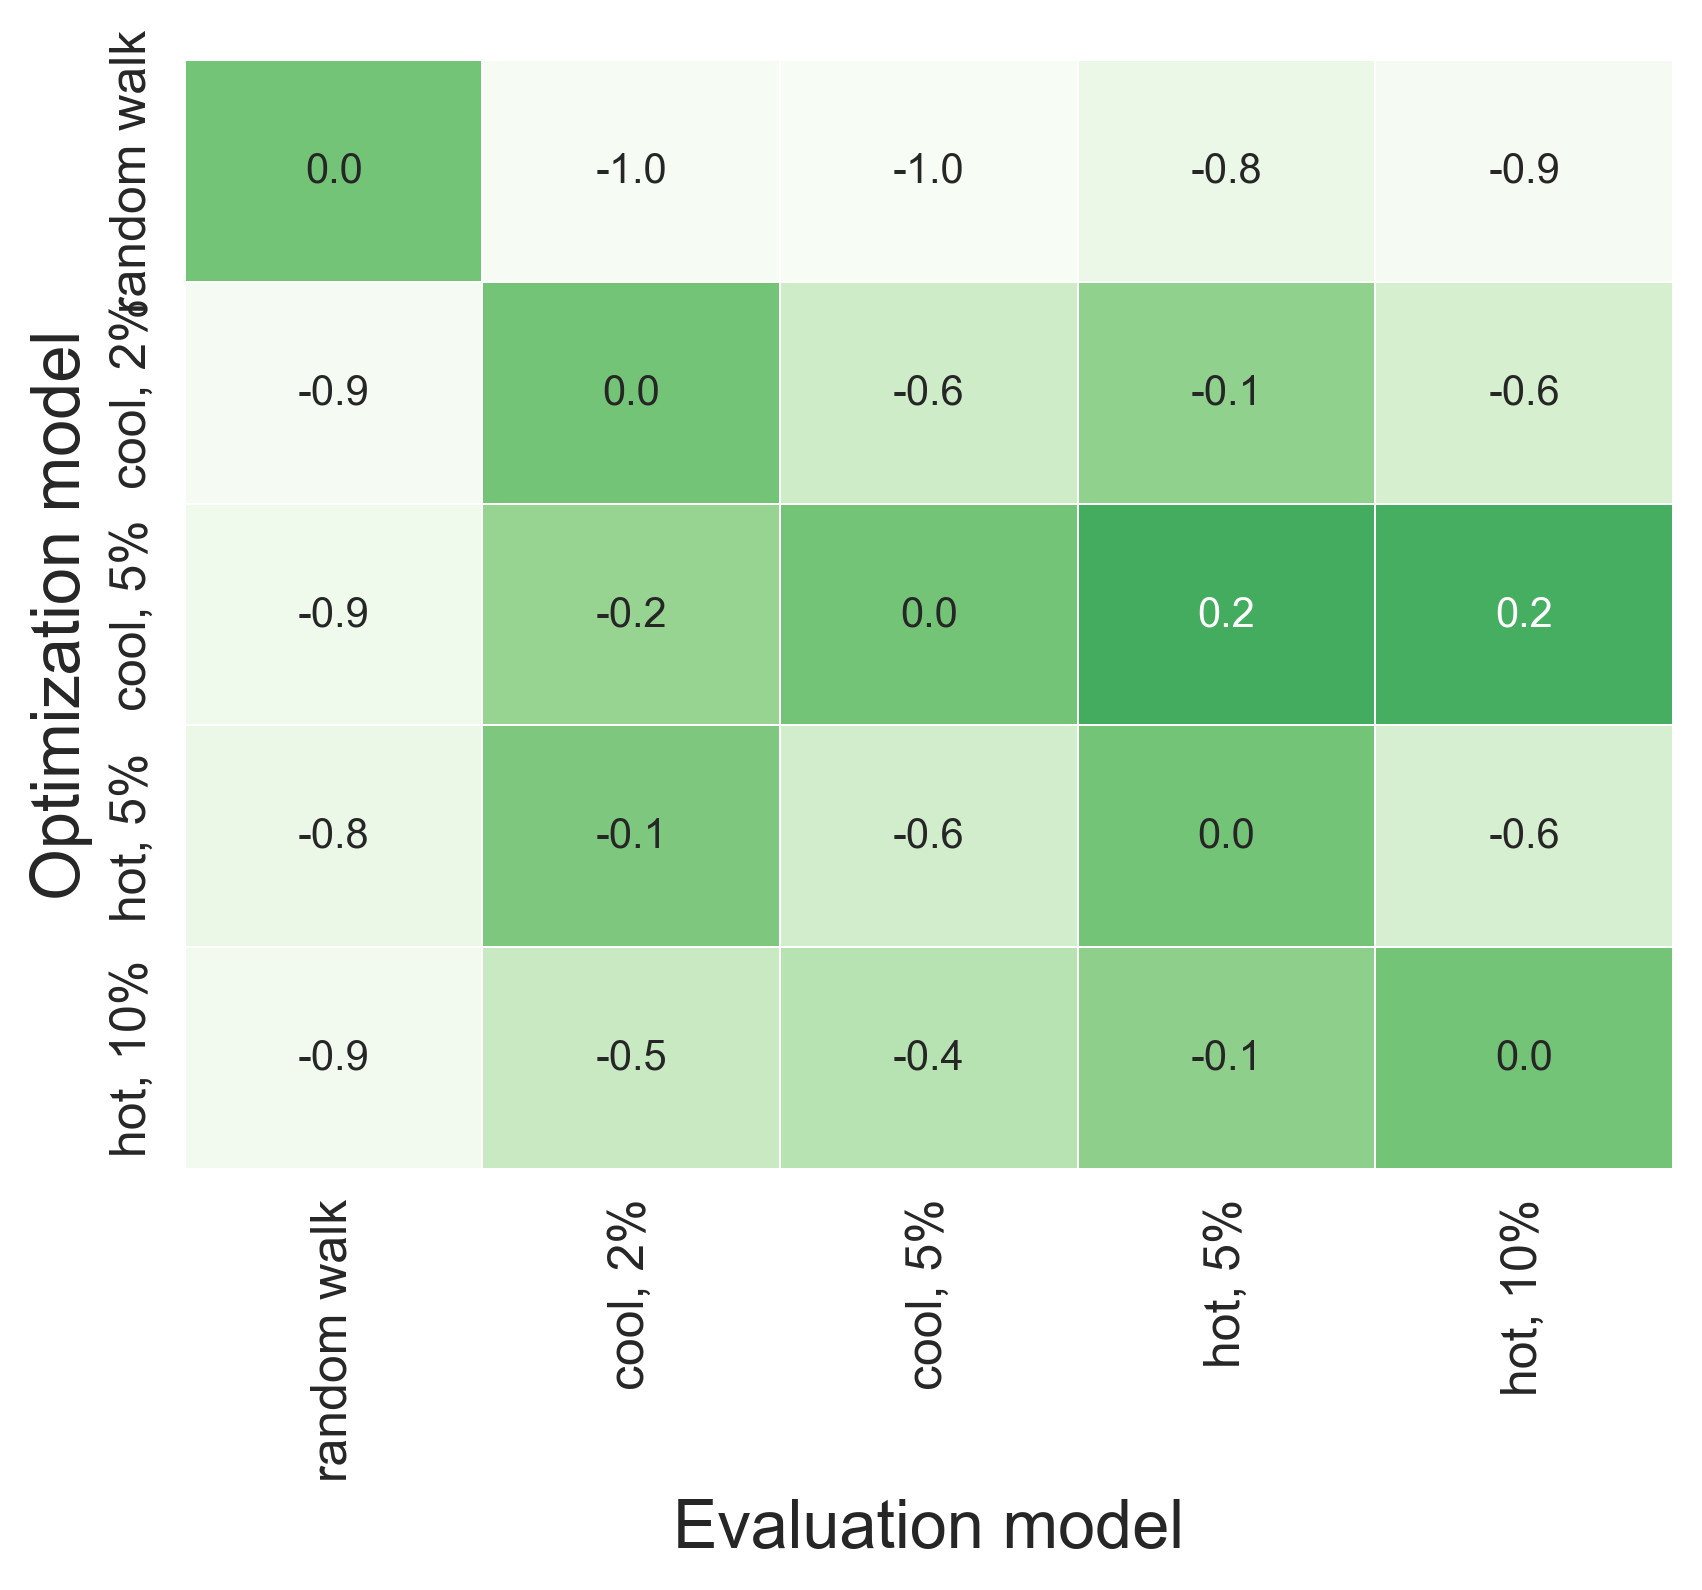 Optimization model
random walk
0.0 -1.0 -1.0 -0.8 -0.9
cool, 2%
-0.9 0.0 -0.6 -0.1 -0.6
cool, 5%
-0.9 -0.2 0.0 0.2 0.2
hot, 5%
-0.8 -0.1 -0.6 0.0 -0.6
hot, 10%
-0.9 -0.5 -0.4 -0.1 0.0
random walk
cool, 2%
cool, 5%
hot, 5%
hot, 10%
Evaluation model